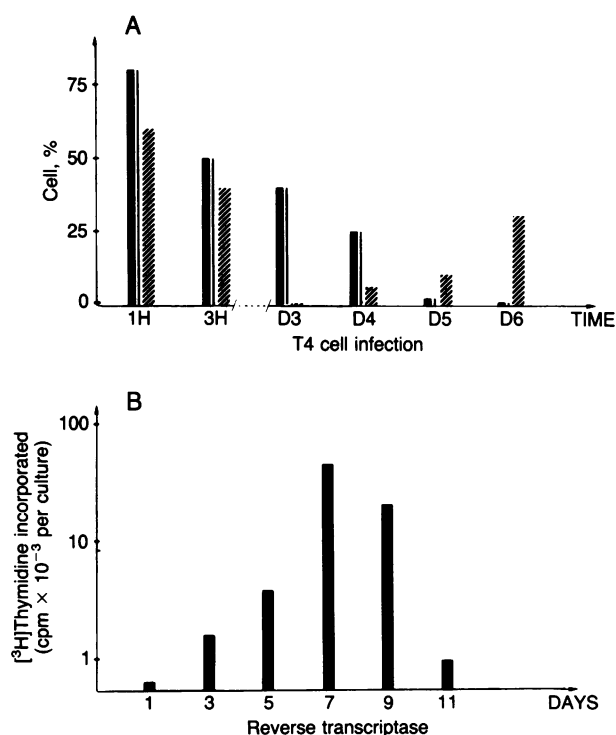 A
Cell, %
75
50
25
0
1H 3H D3 D4 D5 D6 TIME
T4 cell infection
B
[³H]Thymidine incorporated
(cpm × 10⁻³ per culture)
100
10
1
1 3 5 7 9 11 DAYS
Reverse transcriptase